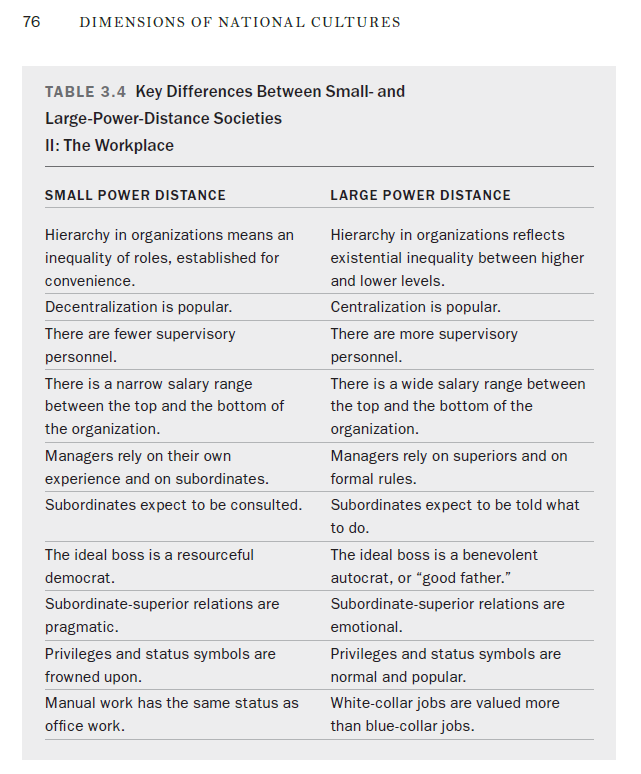 76 DIMENSIONS OF NATIONAL CULTURES
TABLE 3.4 Key Differences Between Small- and
Large-Power-Distance Societies
II: The Workplace
SMALL POWER DISTANCE
LARGE POWER DISTANCE
Hierarchy in organizations means an
inequality of roles, established for
convenience.
Hierarchy in organizations reflects
existential inequality between higher
and lower levels.
Decentralization is popular.
Centralization is popular.
There are fewer supervisory
personnel.
There are more supervisory
personnel.
There is a narrow salary range
between the top and the bottom of
the organization.
There is a wide salary range between
the top and the bottom of the
organization.
Managers rely on their own
experience and on subordinates.
Managers rely on superiors and on
formal rules.
Subordinates expect to be consulted.
Subordinates expect to be told what
to do.
The ideal boss is a resourceful
democrat.
The ideal boss is a benevolent
autocrat, or “good father.”
Subordinate-superior relations are
pragmatic.
Subordinate-superior relations are
emotional.
Privileges and status symbols are
frowned upon.
Privileges and status symbols are
normal and popular.
Manual work has the same status as
office work.
White-collar jobs are valued more
than blue-collar jobs.